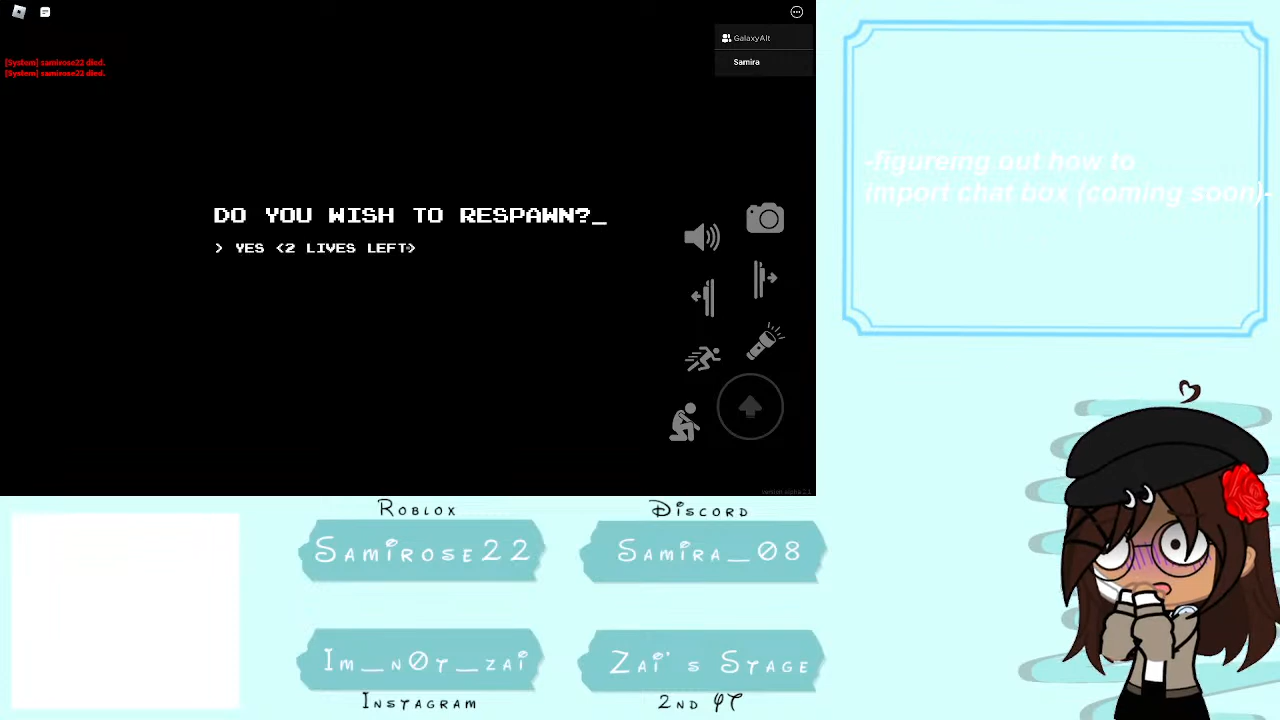 GalaxyAlt
Samira
[System] samirose22 died.
[System] samirose22 died.
DO YOU WISH TO RESPAWN?_
> YES <2 LIVES LEFT>
-figureing out how to
import chat box (coming soon)-
Roblox
Discord
Samirose22
Samira_08
Im_n0t_zai
Zai's Stage
Instagram
2nd YT